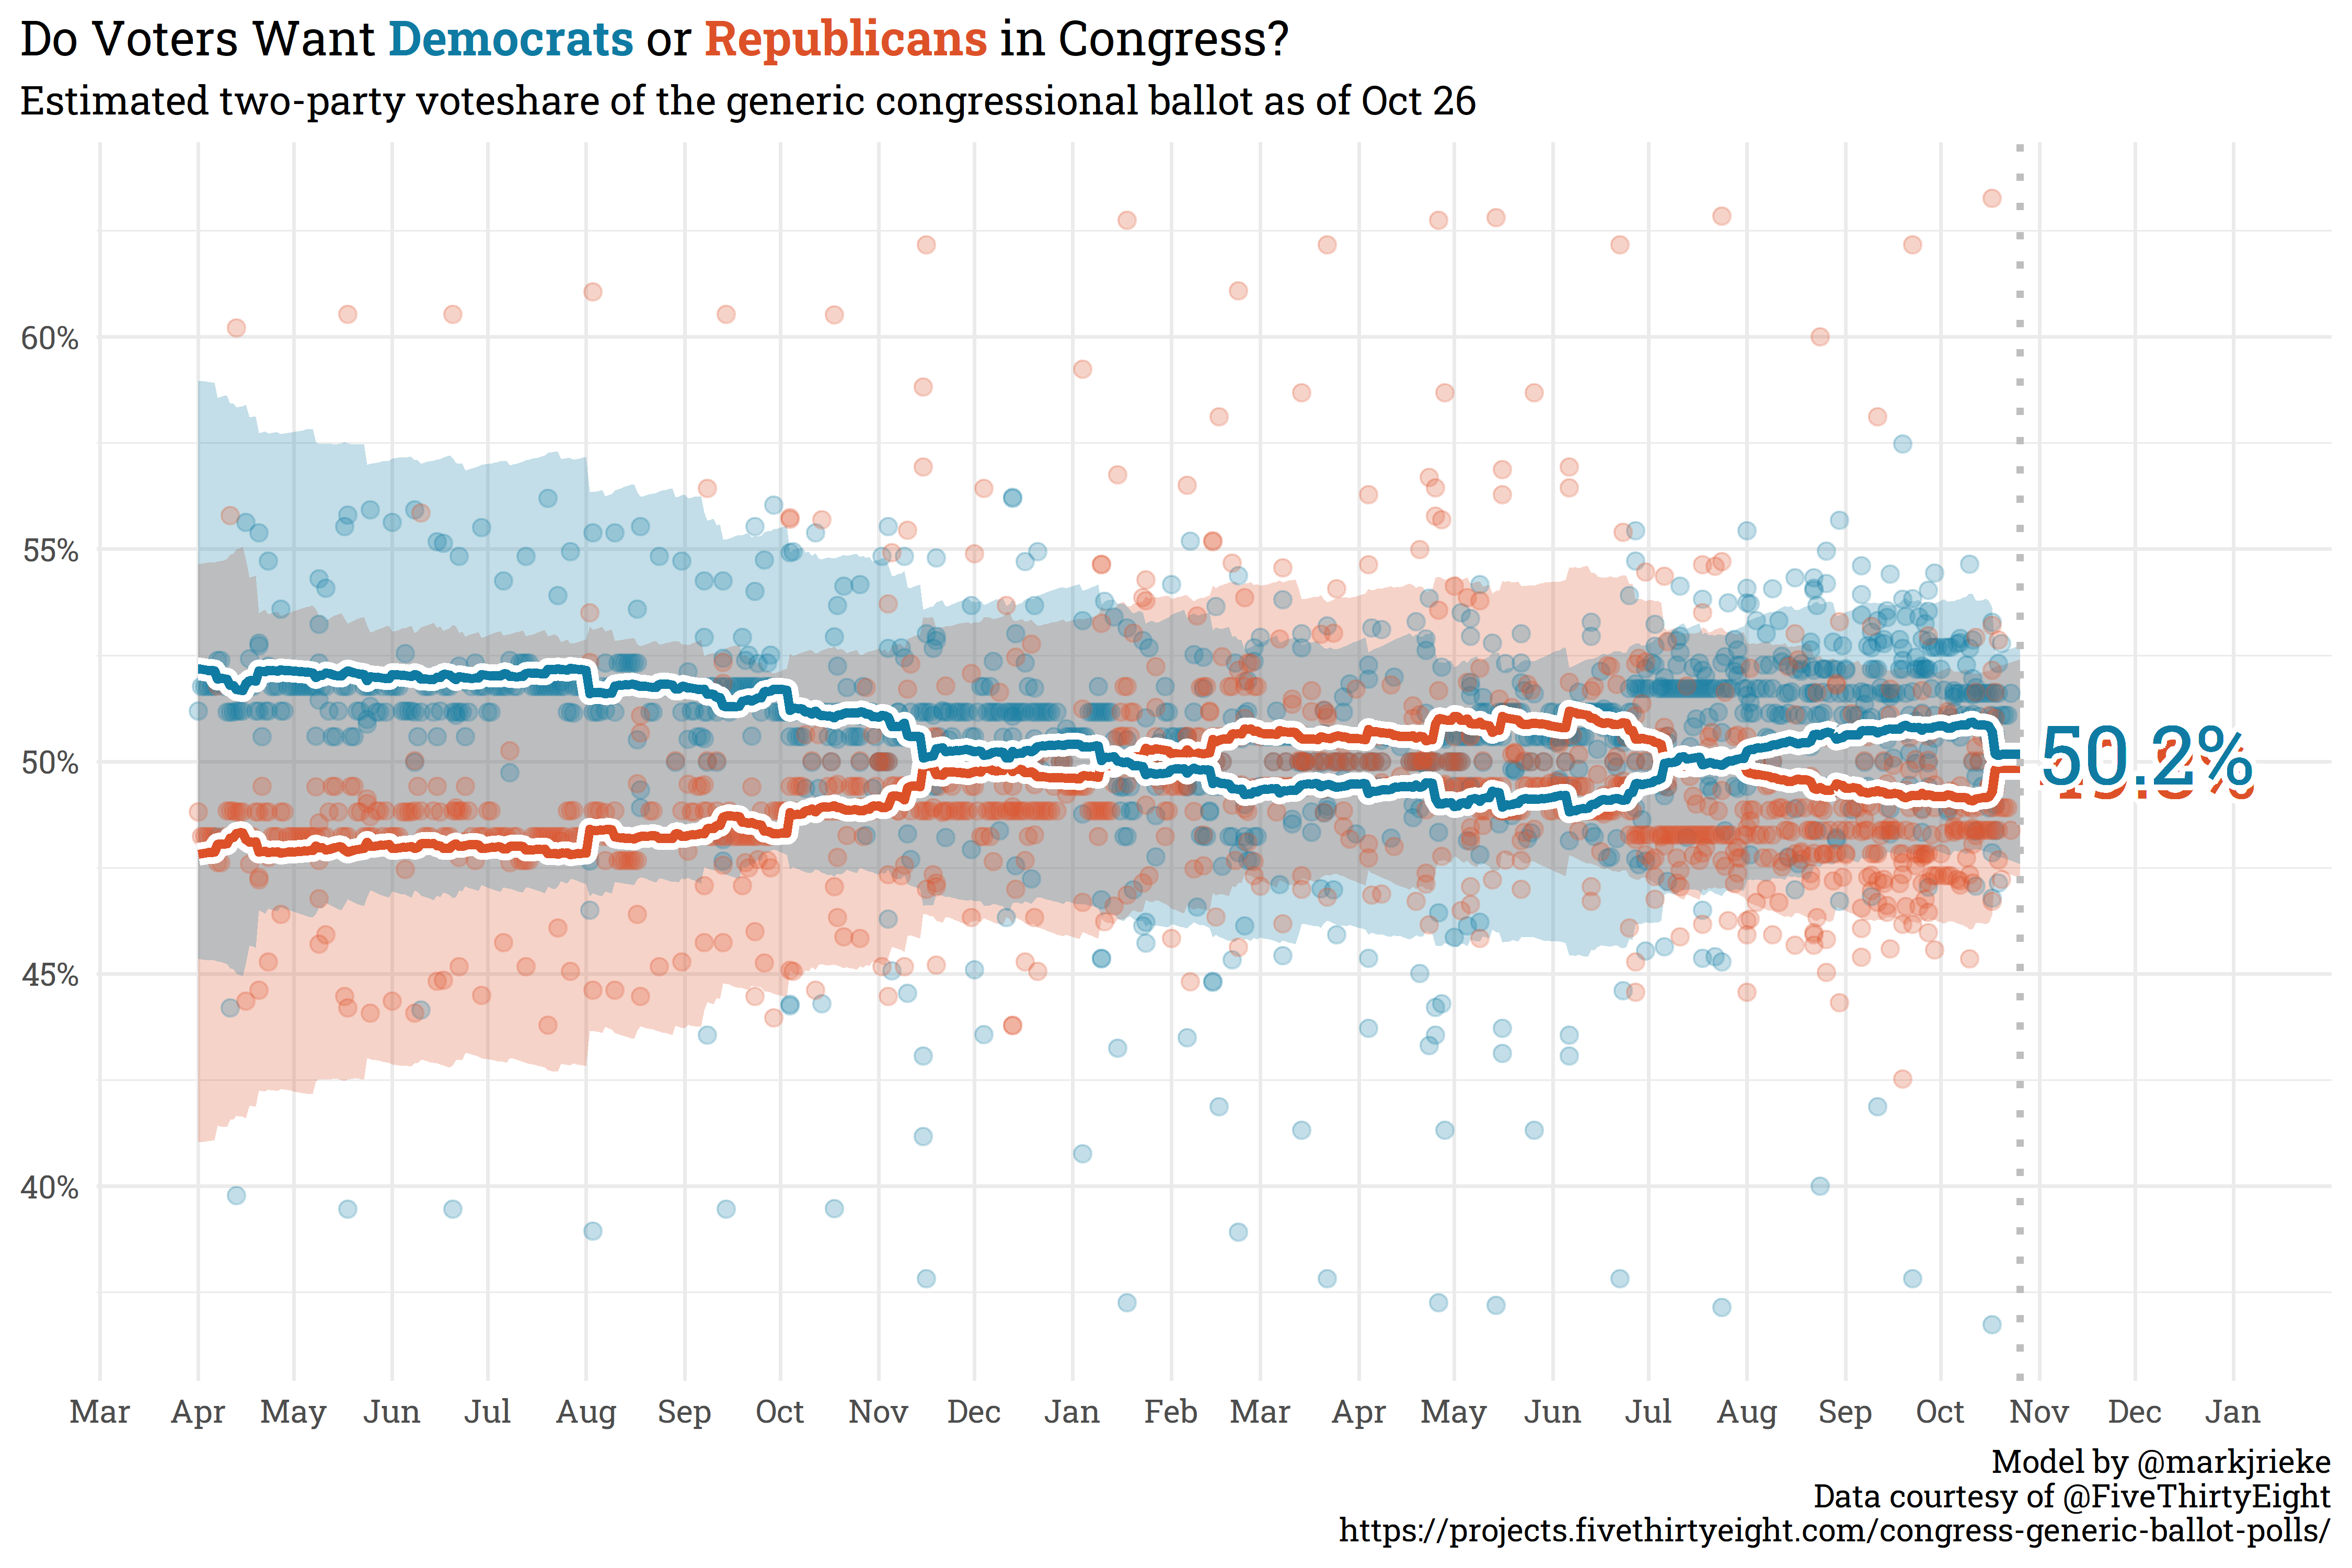 Do Voters Want Democrats or Republicans in Congress?
Estimated two-party voteshare of the generic congressional ballot as of Oct 26
60%
55%
50%
45%
40%
50.2%
Mar Apr May Jun Jul Aug Sep Oct Nov Dec Jan Feb Mar Apr May Jun Jul Aug Sep Oct Nov Dec Jan
Model by @markjrieke
Data courtesy of @FiveThirtyEight
https://projects.fivethirtyeight.com/congress-generic-ballot-polls/